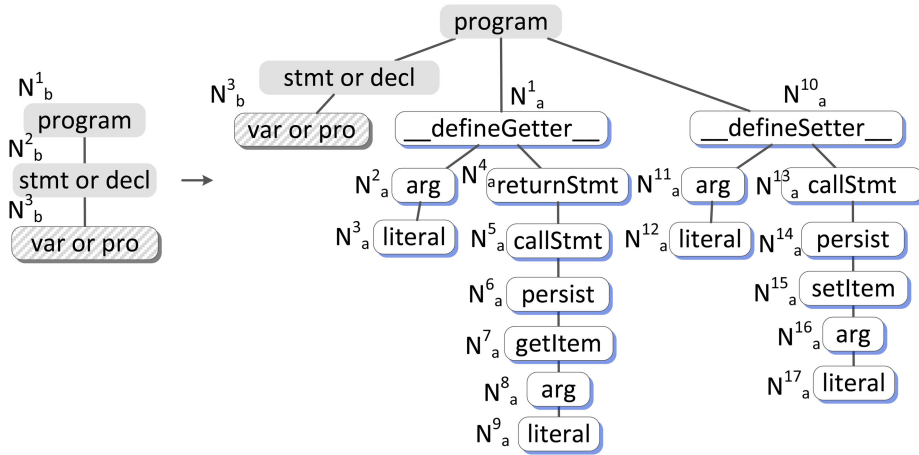 program
stmt or decl
N³b
var or pro
N¹a
__defineGetter__
N¹⁰a
__defineSetter__
N¹b
program
N²b
stmt or decl
N³b
var or pro
N²a arg
N⁴a returnStmt
N¹¹a arg
N¹³a callStmt
N³a literal
N⁵a callStmt
N¹²a literal
N¹⁴a persist
N⁶a persist
N¹⁵a setItem
N⁷a getItem
N¹⁶a arg
N⁸a arg
N¹⁷a literal
N⁹a literal